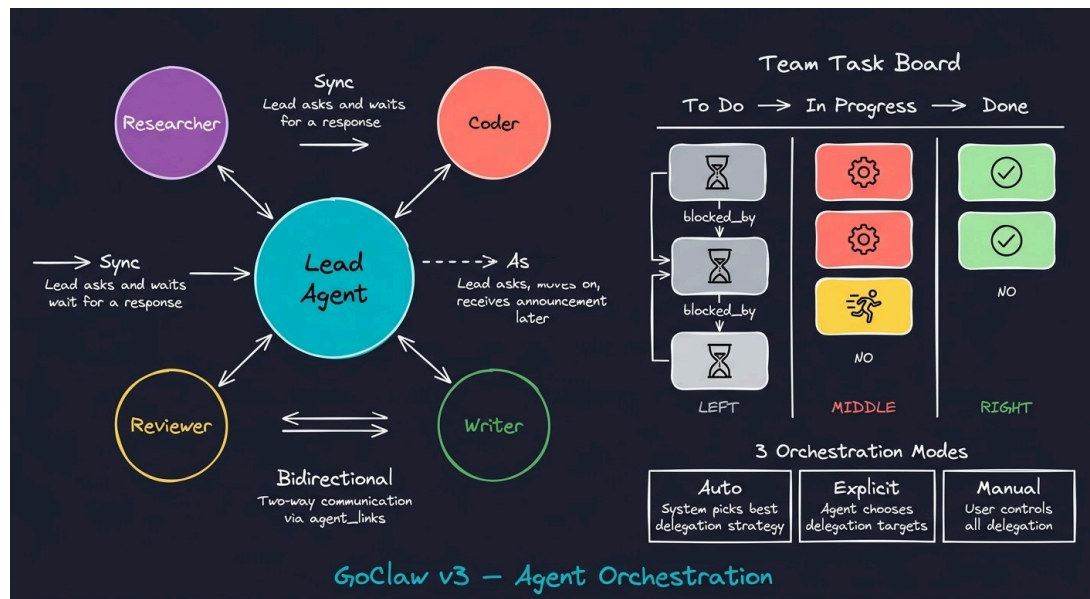 Researcher
Sync
Lead asks and waits
for a response
Coder
Sync
Lead asks and waits
wait for a response
Lead
Agent
As
Lead asks, moves on,
receives announcement
later
Reviewer
Writer
Bidirectional
Two-way communication
via agent_links
Team Task Board
To Do
In Progress
Done
blocked_by
blocked_by
NO
NO
LEFT
MIDDLE
RIGHT
3 Orchestration Modes
Auto
System picks best
delegation strategy
Explicit
Agent chooses
delegation targets
Manual
User controls
all delegation
GoClaw v3 — Agent Orchestration